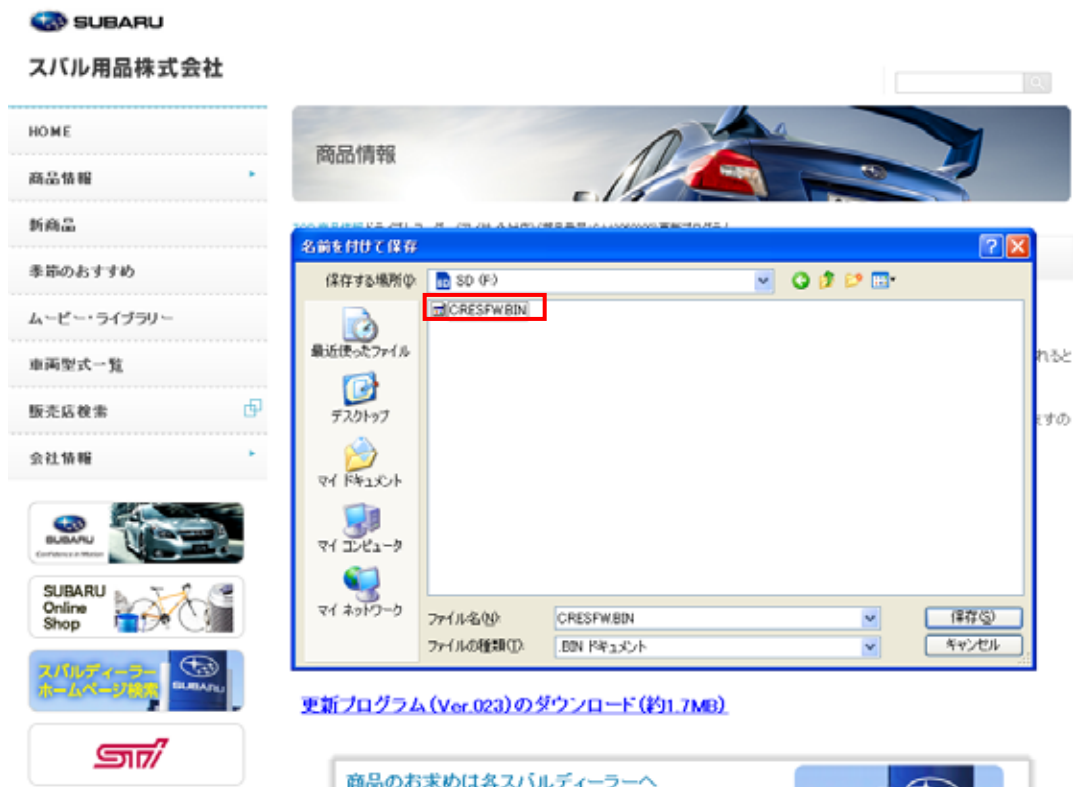 SUBARU
スバル用品株式会社
HOME
商品情報
新商品
季節のおすすめ
ムービー・ライブラリー
車両型式一覧
販売店検索
会社情報
SUBARU
Confidence in Motion
SUBARU
Online
Shop
スバルディーラー
ホームページ検索
SUBARU
STI
商品情報
名前を付けて保存
保存する場所(I):
SD (F:)
CRESFW.BIN
最近使ったファイル
デスクトップ
マイ ドキュメント
マイ コンピュータ
マイ ネットワーク
ファイル名(N):
CRESFW.BIN
保存(S)
ファイルの種類(T):
.BIN ドキュメント
キャンセル
れると
ますの
更新プログラム(Ver.023)のダウンロード(約1.7MB)
商品のお求めは各スバルディーラーへ